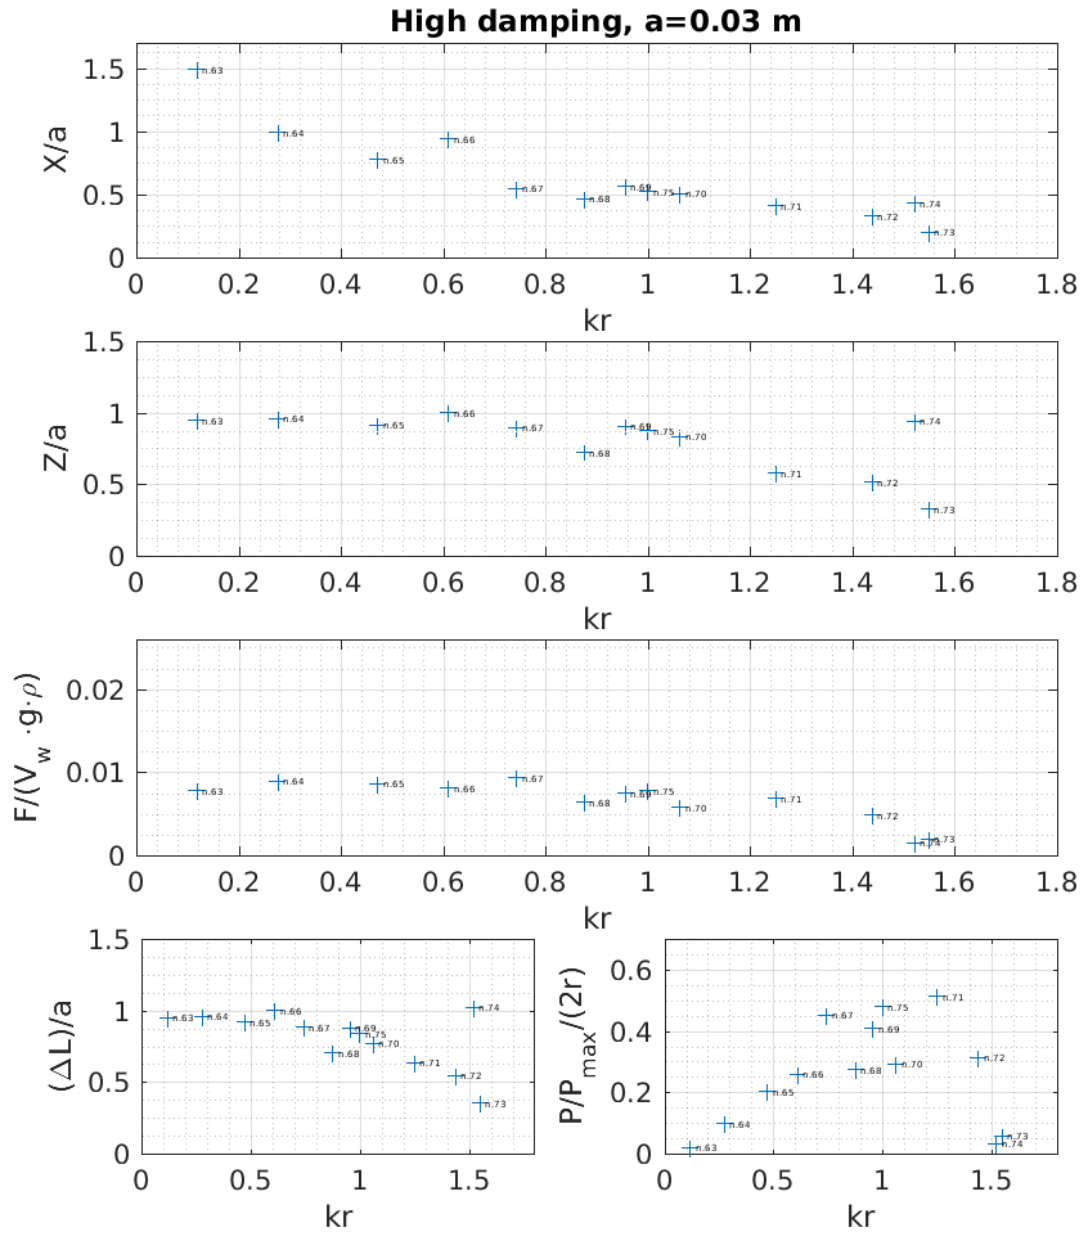 High damping, a=0.03 m
X/a
1.5
1
0.5
0
n.63
n.64
n.65
n.66
n.67
n.68
n.69
n.75
n.70
n.71
n.72
n.74
n.73
0 0.2 0.4 0.6 0.8 1 1.2 1.4 1.6 1.8
kr
Z/a
1.5
1
0.5
0
n.63
n.64
n.65
n.66
n.67
n.68
n.69
n.75
n.70
n.71
n.72
n.74
n.73
0 0.2 0.4 0.6 0.8 1 1.2 1.4 1.6 1.8
kr
F/(V_w ·g·ρ)
0.02
0.01
0
n.63
n.64
n.65
n.66
n.67
n.68
n.69
n.75
n.70
n.71
n.72
n.73
n.74
0 0.2 0.4 0.6 0.8 1 1.2 1.4 1.6 1.8
kr
(ΔL)/a
1.5
1
0.5
0
n.63
n.64
n.65
n.66
n.67
n.68
n.69
n.75
n.70
n.71
n.72
n.74
n.73
0 0.5 1 1.5
kr
P/P_max/(2r)
0.6
0.4
0.2
0
n.63
n.64
n.65
n.66
n.67
n.68
n.69
n.75
n.70
n.71
n.72
n.73
n.74
0 0.5 1 1.5
kr